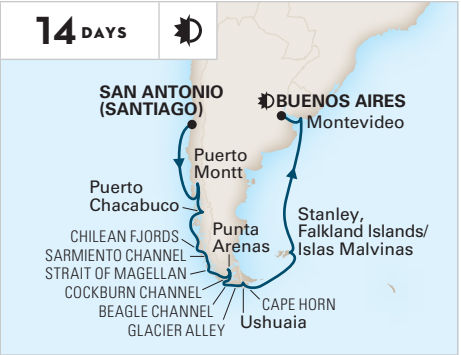 14 DAYS
SAN ANTONIO
(SANTIAGO)
BUENOS AIRES
Montevideo
Puerto
Montt
Puerto
Chacabuco
Stanley,
Falkland Islands/
Islas Malvinas
Punta
Arenas
CHILEAN FJORDS
SARMIENTO CHANNEL
STRAIT OF MAGELLAN
COCKBURN CHANNEL
BEAGLE CHANNEL
GLACIER ALLEY
CAPE HORN
Ushuaia